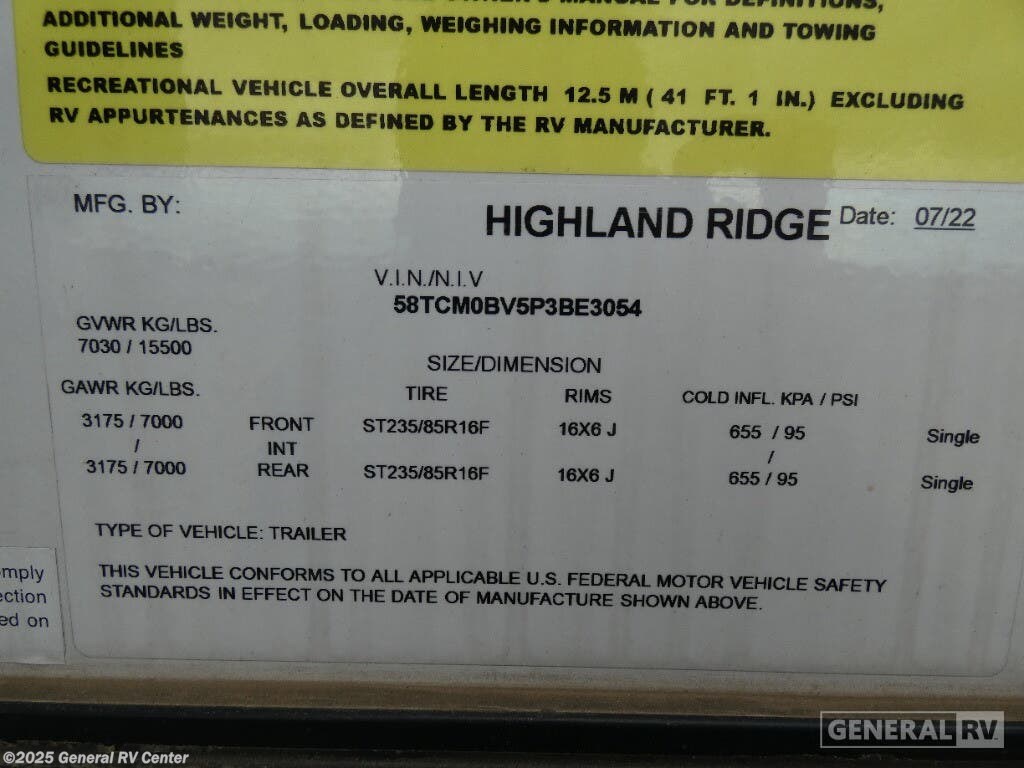 MANUAL FOR DEFINITIONS,
ADDITIONAL WEIGHT, LOADING, WEIGHING INFORMATION AND TOWING
GUIDELINES
RECREATIONAL VEHICLE OVERALL LENGTH 12.5 M ( 41 FT. 1 IN.) EXCLUDING
RV APPURTENANCES AS DEFINED BY THE RV MANUFACTURER.
MFG. BY:
HIGHLAND RIDGE Date: 07/22
V.I.N./N.I.V
58TCM0BV5P3BE3054
GVWR KG/LBS.
7030 / 15500
SIZE/DIMENSION
GAWR KG/LBS. TIRE RIMS COLD INFL. KPA / PSI
3175 / 7000 FRONT ST235/85R16F 16X6 J 655 / 95 Single
/ INT /
3175 / 7000 REAR ST235/85R16F 16X6 J 655 / 95 Single
TYPE OF VEHICLE: TRAILER
THIS VEHICLE CONFORMS TO ALL APPLICABLE U.S. FEDERAL MOTOR VEHICLE SAFETY
STANDARDS IN EFFECT ON THE DATE OF MANUFACTURE SHOWN ABOVE.
mply
ection
ed on
GENERAL RV
©2025 General RV Center